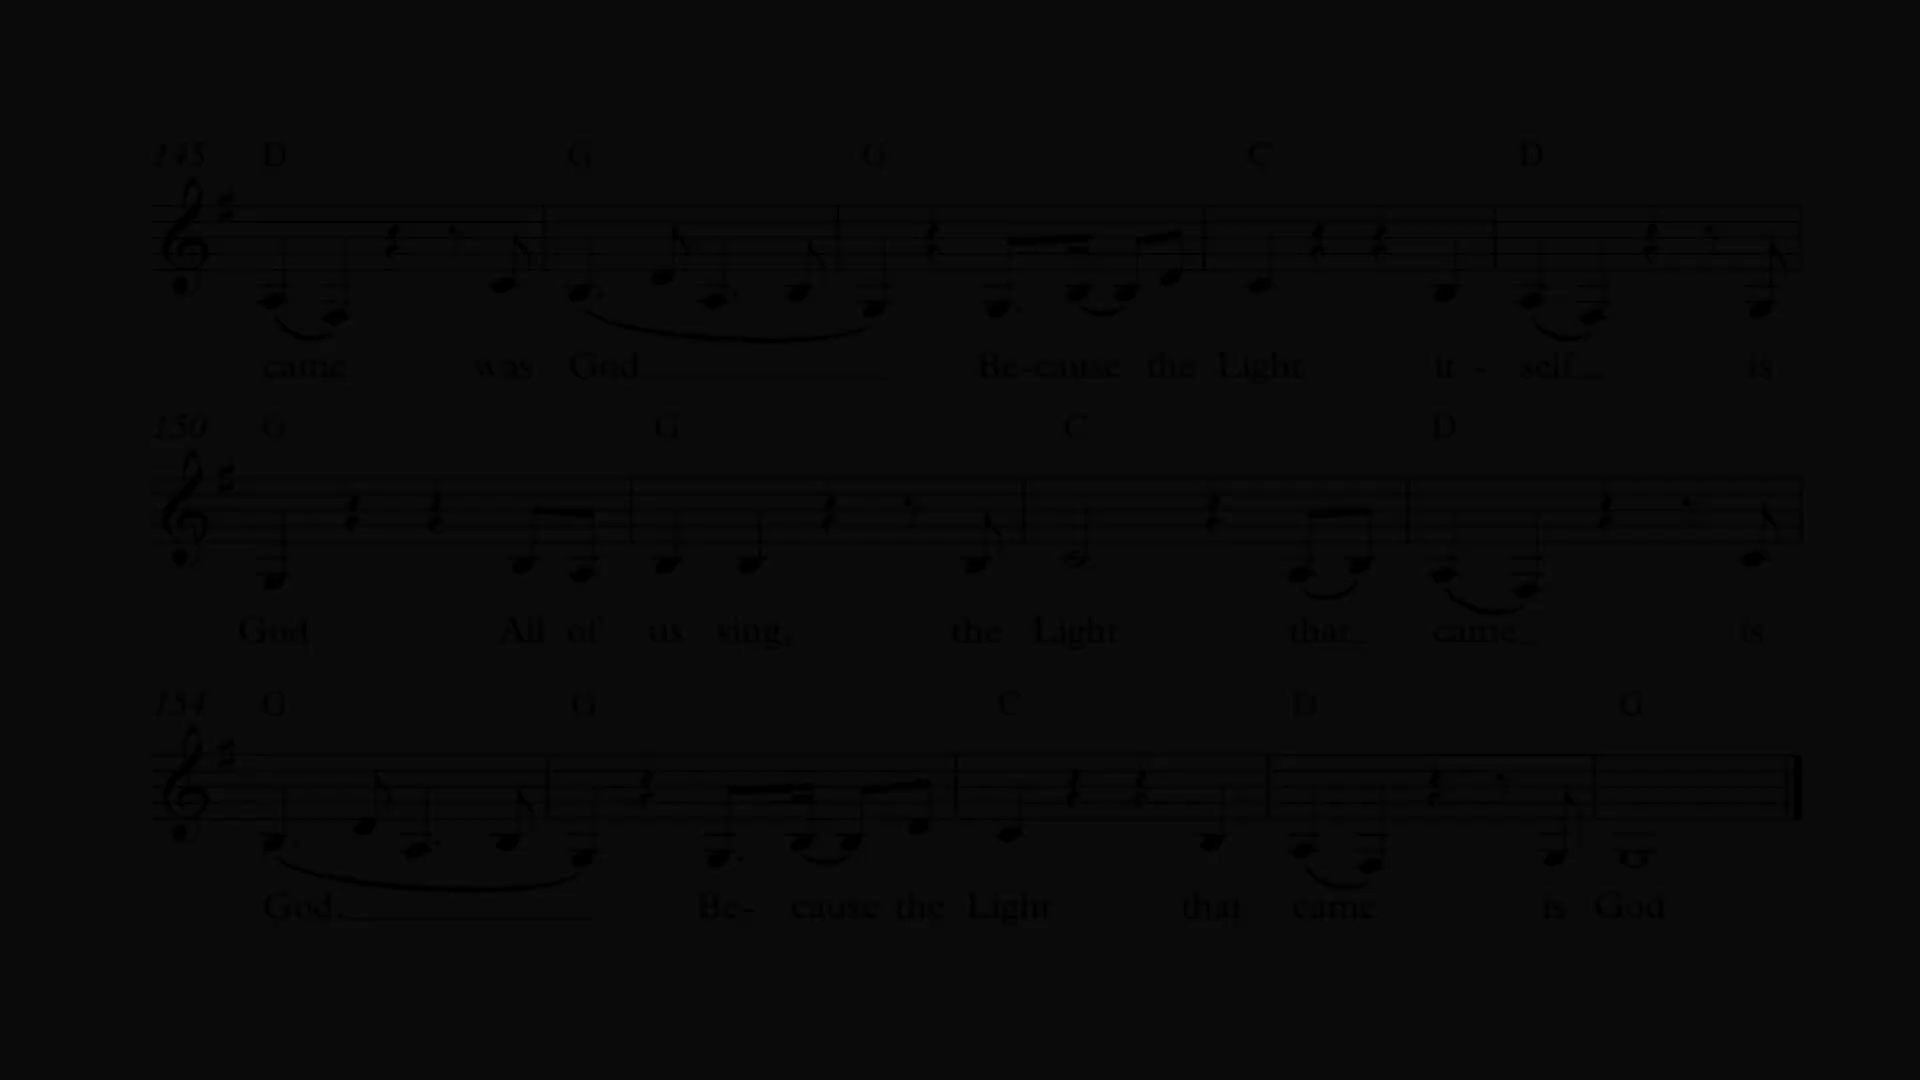 145 D G G C D
came was God Be-cause the Light it - self is
150 G G C D
God All of us sing, the Light that came is
154 G G C D G
God. Be- cause the Light that came is God